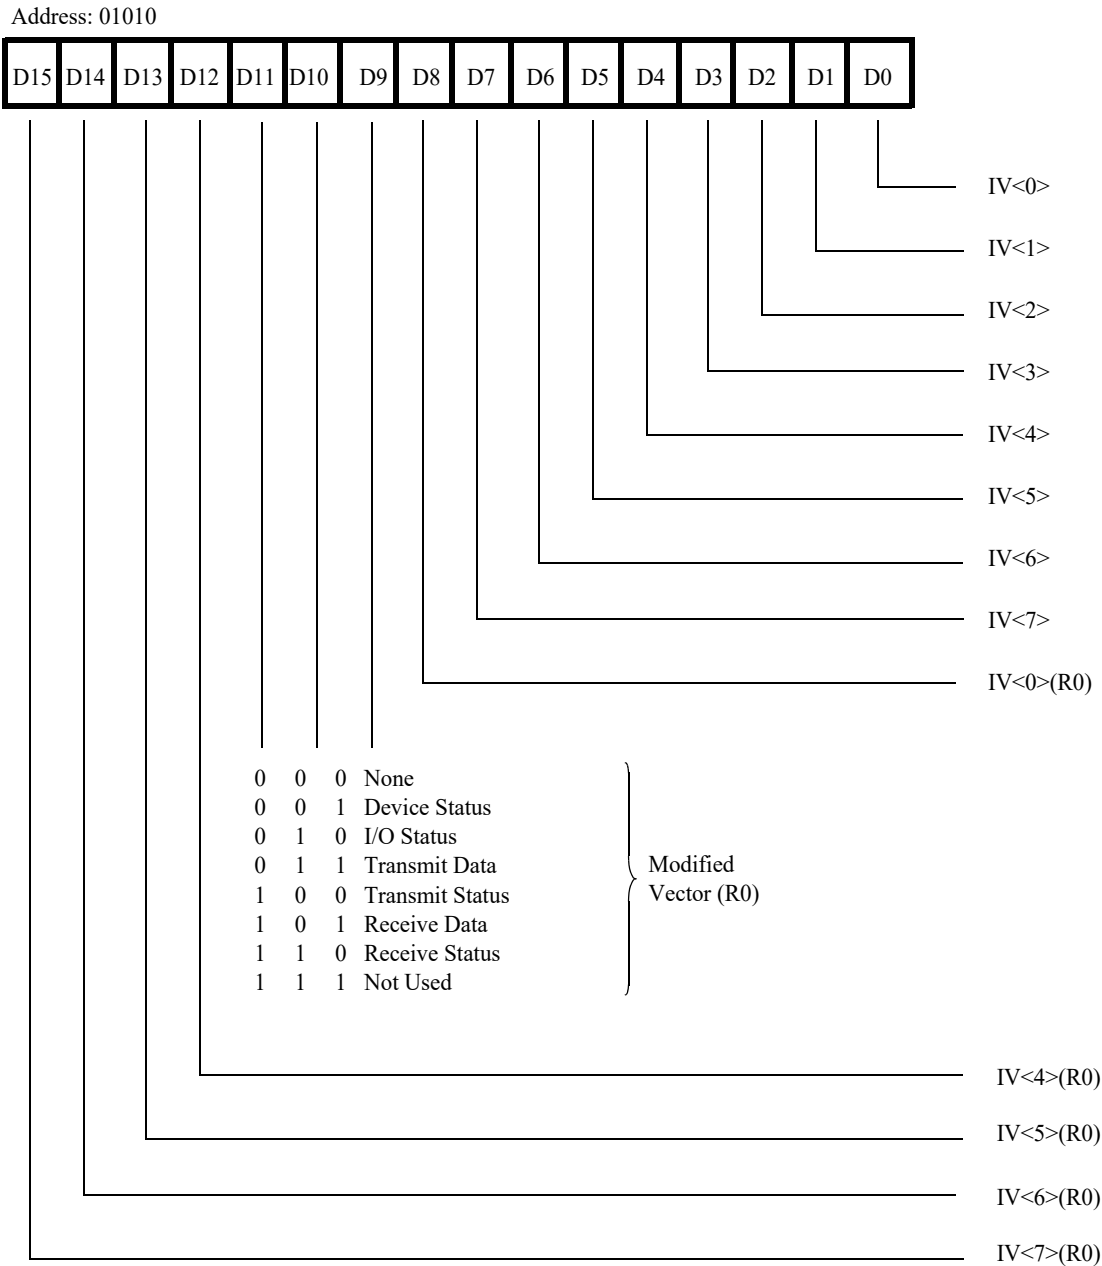 Address: 01010
D15 D14 D13 D12 D11 D10 D9 D8 D7 D6 D5 D4 D3 D2 D1 D0
IV<0>
IV<1>
IV<2>
IV<3>
IV<4>
IV<5>
IV<6>
IV<7>
IV<0>(R0)
0 0 0 None
0 0 1 Device Status
0 1 0 I/O Status
0 1 1 Transmit Data
1 0 0 Transmit Status
1 0 1 Receive Data
1 1 0 Receive Status
1 1 1 Not Used
Modified
Vector (R0)
IV<4>(R0)
IV<5>(R0)
IV<6>(R0)
IV<7>(R0)